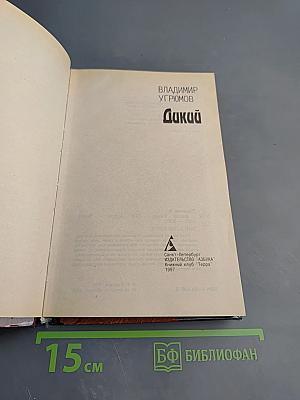 ВЛАДИМИР
УГРЮМОВ
Дикий
Санкт-Петербург
ИЗДАТЕЛЬСТВО "АЗБУКА"
Книжный клуб "Терра"
1997
15 см
БФ БИБЛИОФАН